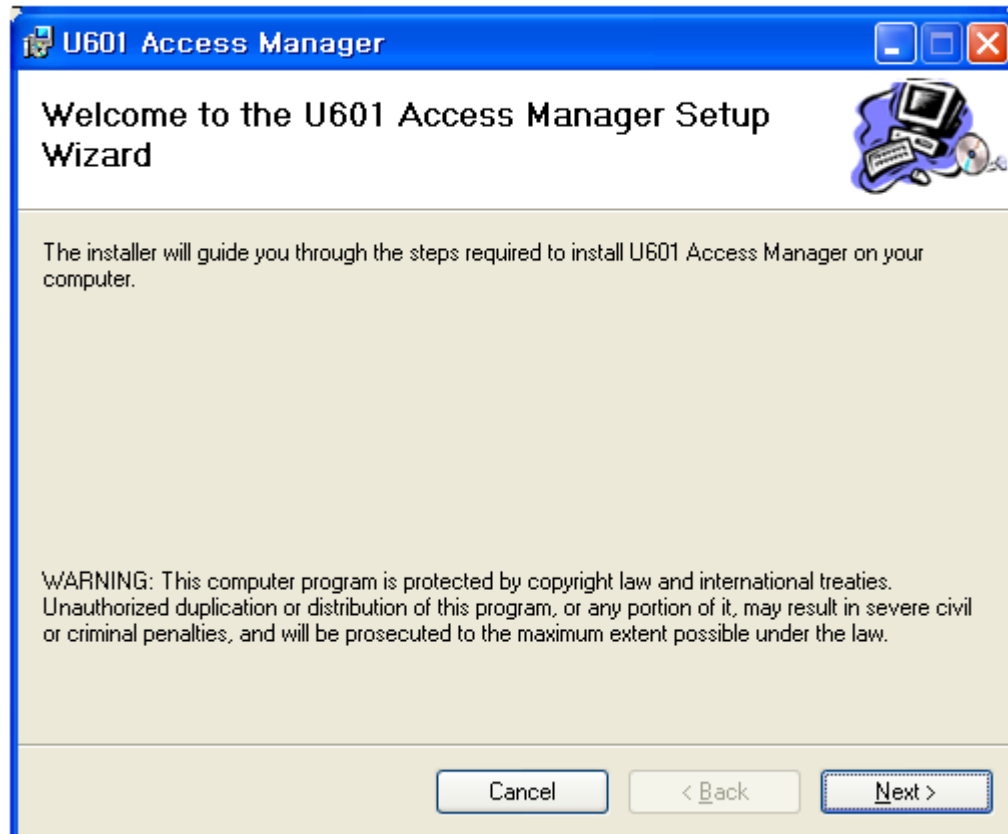 U601 Access Manager
Welcome to the U601 Access Manager Setup
Wizard
The installer will guide you through the steps required to install U601 Access Manager on your
computer.
WARNING: This computer program is protected by copyright law and international treaties.
Unauthorized duplication or distribution of this program, or any portion of it, may result in severe civil
or criminal penalties, and will be prosecuted to the maximum extent possible under the law.
Cancel
< Back
Next >